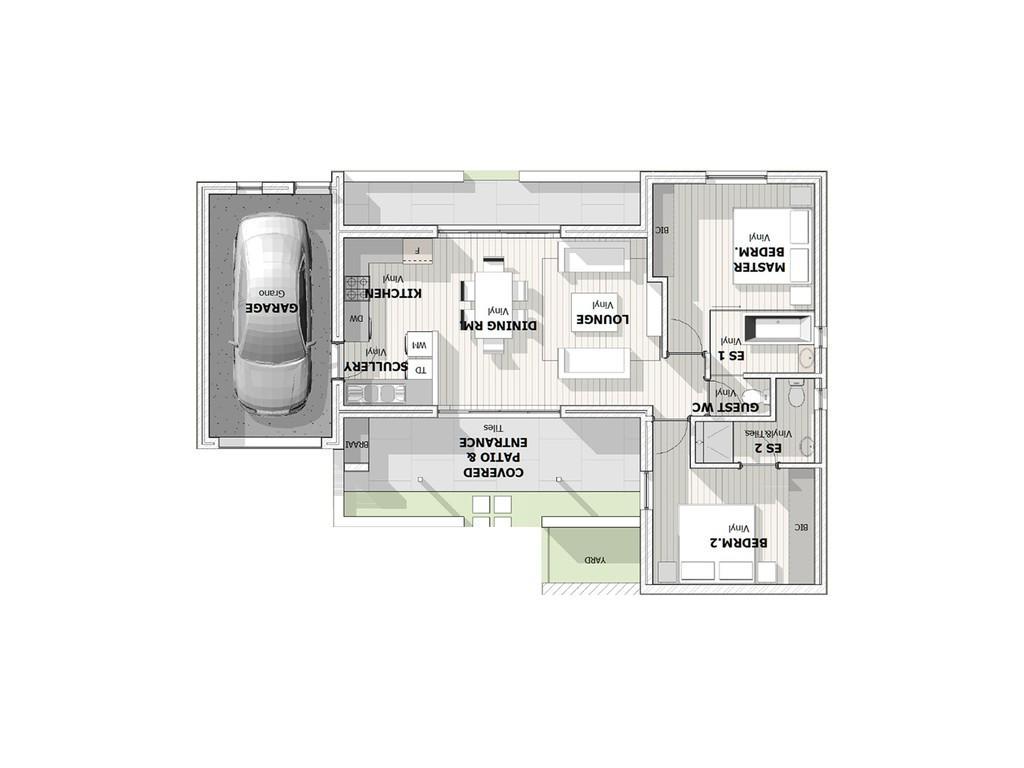 YARD
BIC
BEDRM.2
Vinyl
COVERED
PATIO &
ENTRANCE
Tiles
BRAAI
ES 2
Vinyl&Tiles
GUEST WC
Vinyl
ES 1
Vinyl
TD
SCULLERY
Vinyl
WM
DW
LOUNGE
Vinyl
DINING RM.
Vinyl
KITCHEN
Vinyl
F
GARAGE
Grano
MASTER
BEDRM.
Vinyl
BIC